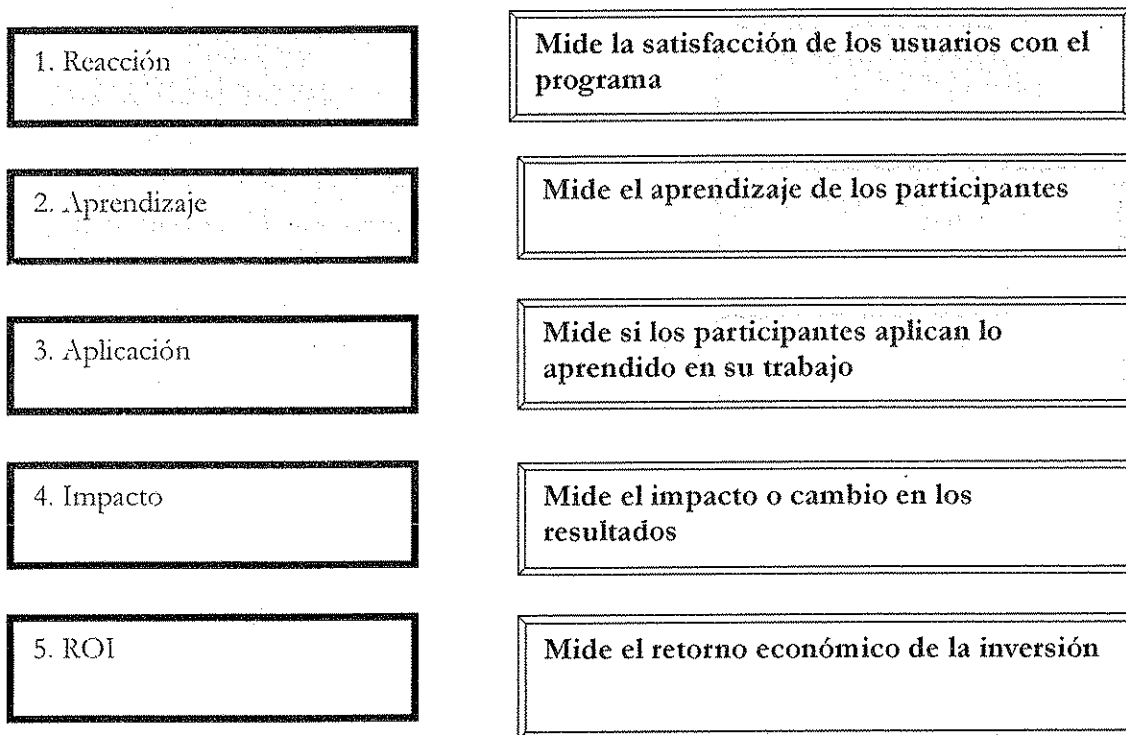 1. Reacción
Mide la satisfacción de los usuarios con el
programa
2. Aprendizaje
Mide el aprendizaje de los participantes
3. Aplicación
Mide si los participantes aplican lo
aprendido en su trabajo
4. Impacto
Mide el impacto o cambio en los
resultados
5. ROI
Mide el retorno económico de la inversión